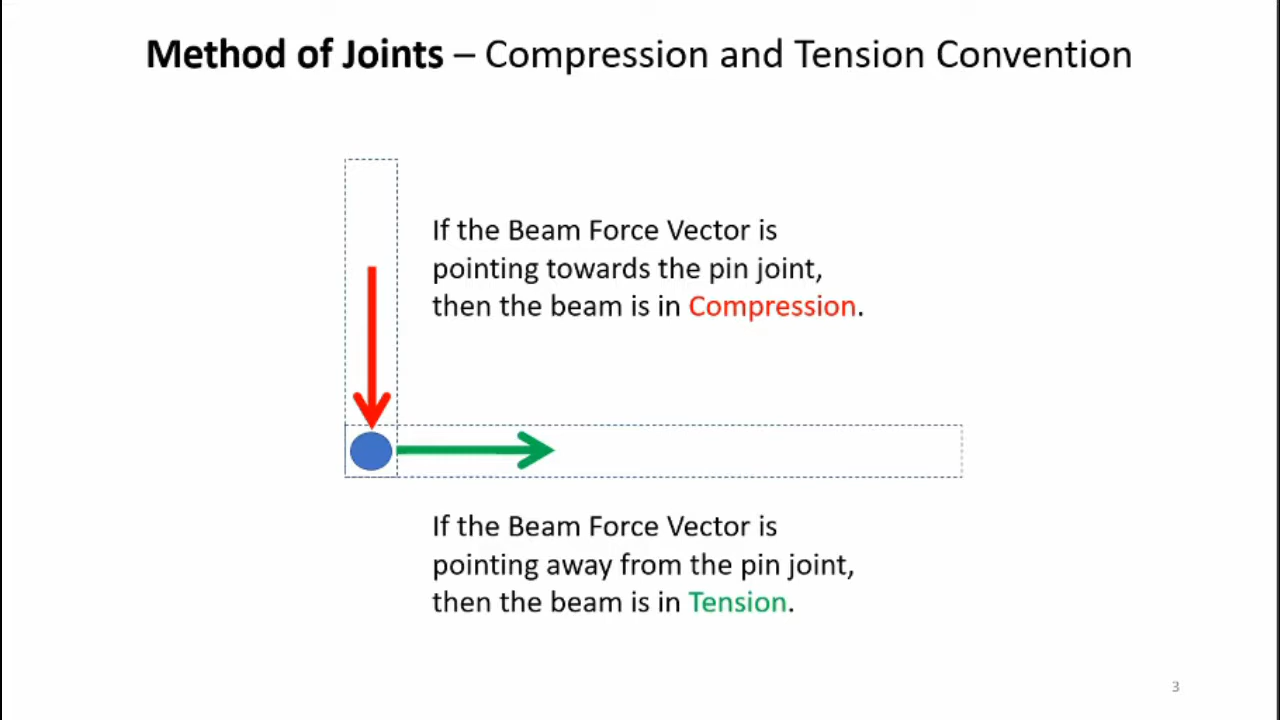 Method of Joints – Compression and Tension Convention
If the Beam Force Vector is
pointing towards the pin joint,
then the beam is in Compression.
If the Beam Force Vector is
pointing away from the pin joint,
then the beam is in Tension.
3